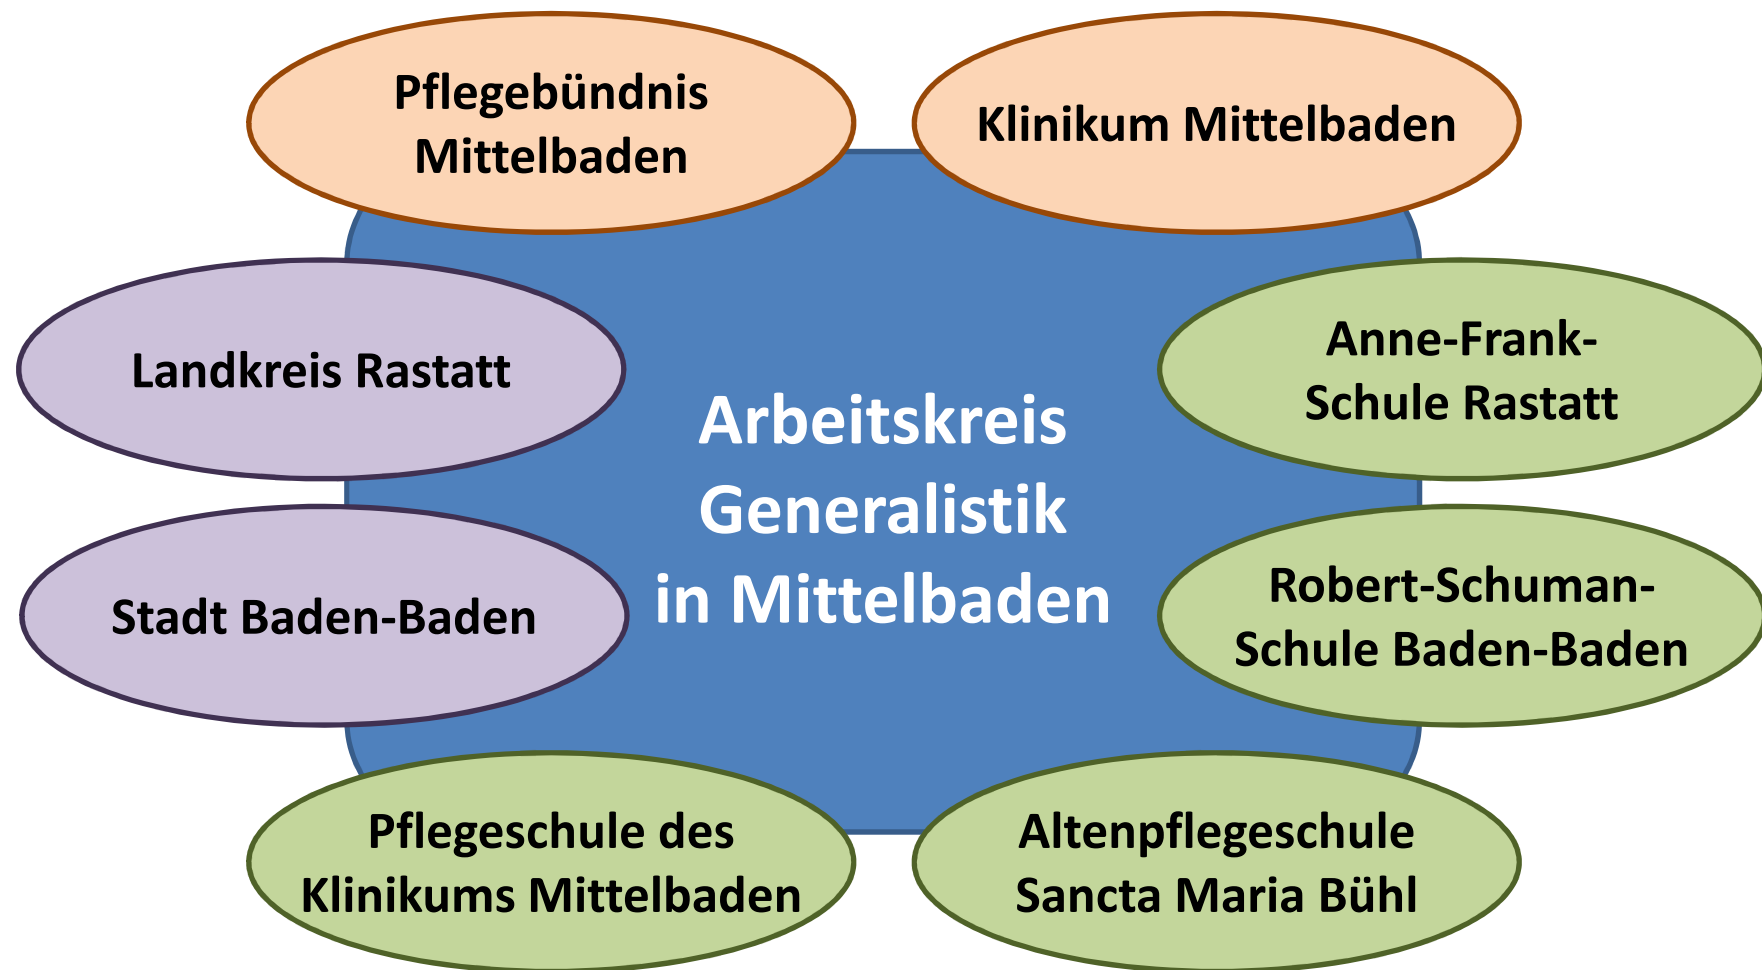 Pflegebündnis
Mittelbaden
Klinikum Mittelbaden
Landkreis Rastatt
Anne-Frank-
Schule Rastatt
Arbeitskreis
Generalistik
in Mittelbaden
Stadt Baden-Baden
Robert-Schuman-
Schule Baden-Baden
Pflegeschule des
Klinikums Mittelbaden
Altenpflegeschule
Sancta Maria Bühl